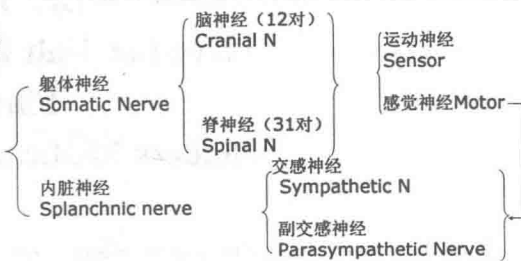 躯体神经
Somatic Nerve
脑神经（12对）
Cranial N
脊神经（31对）
Spinal N
运动神经
Sensor
感觉神经Motor
内脏神经
Splanchnic nerve
交感神经
Sympathetic N
副交感神经
Parasympathetic Nerve